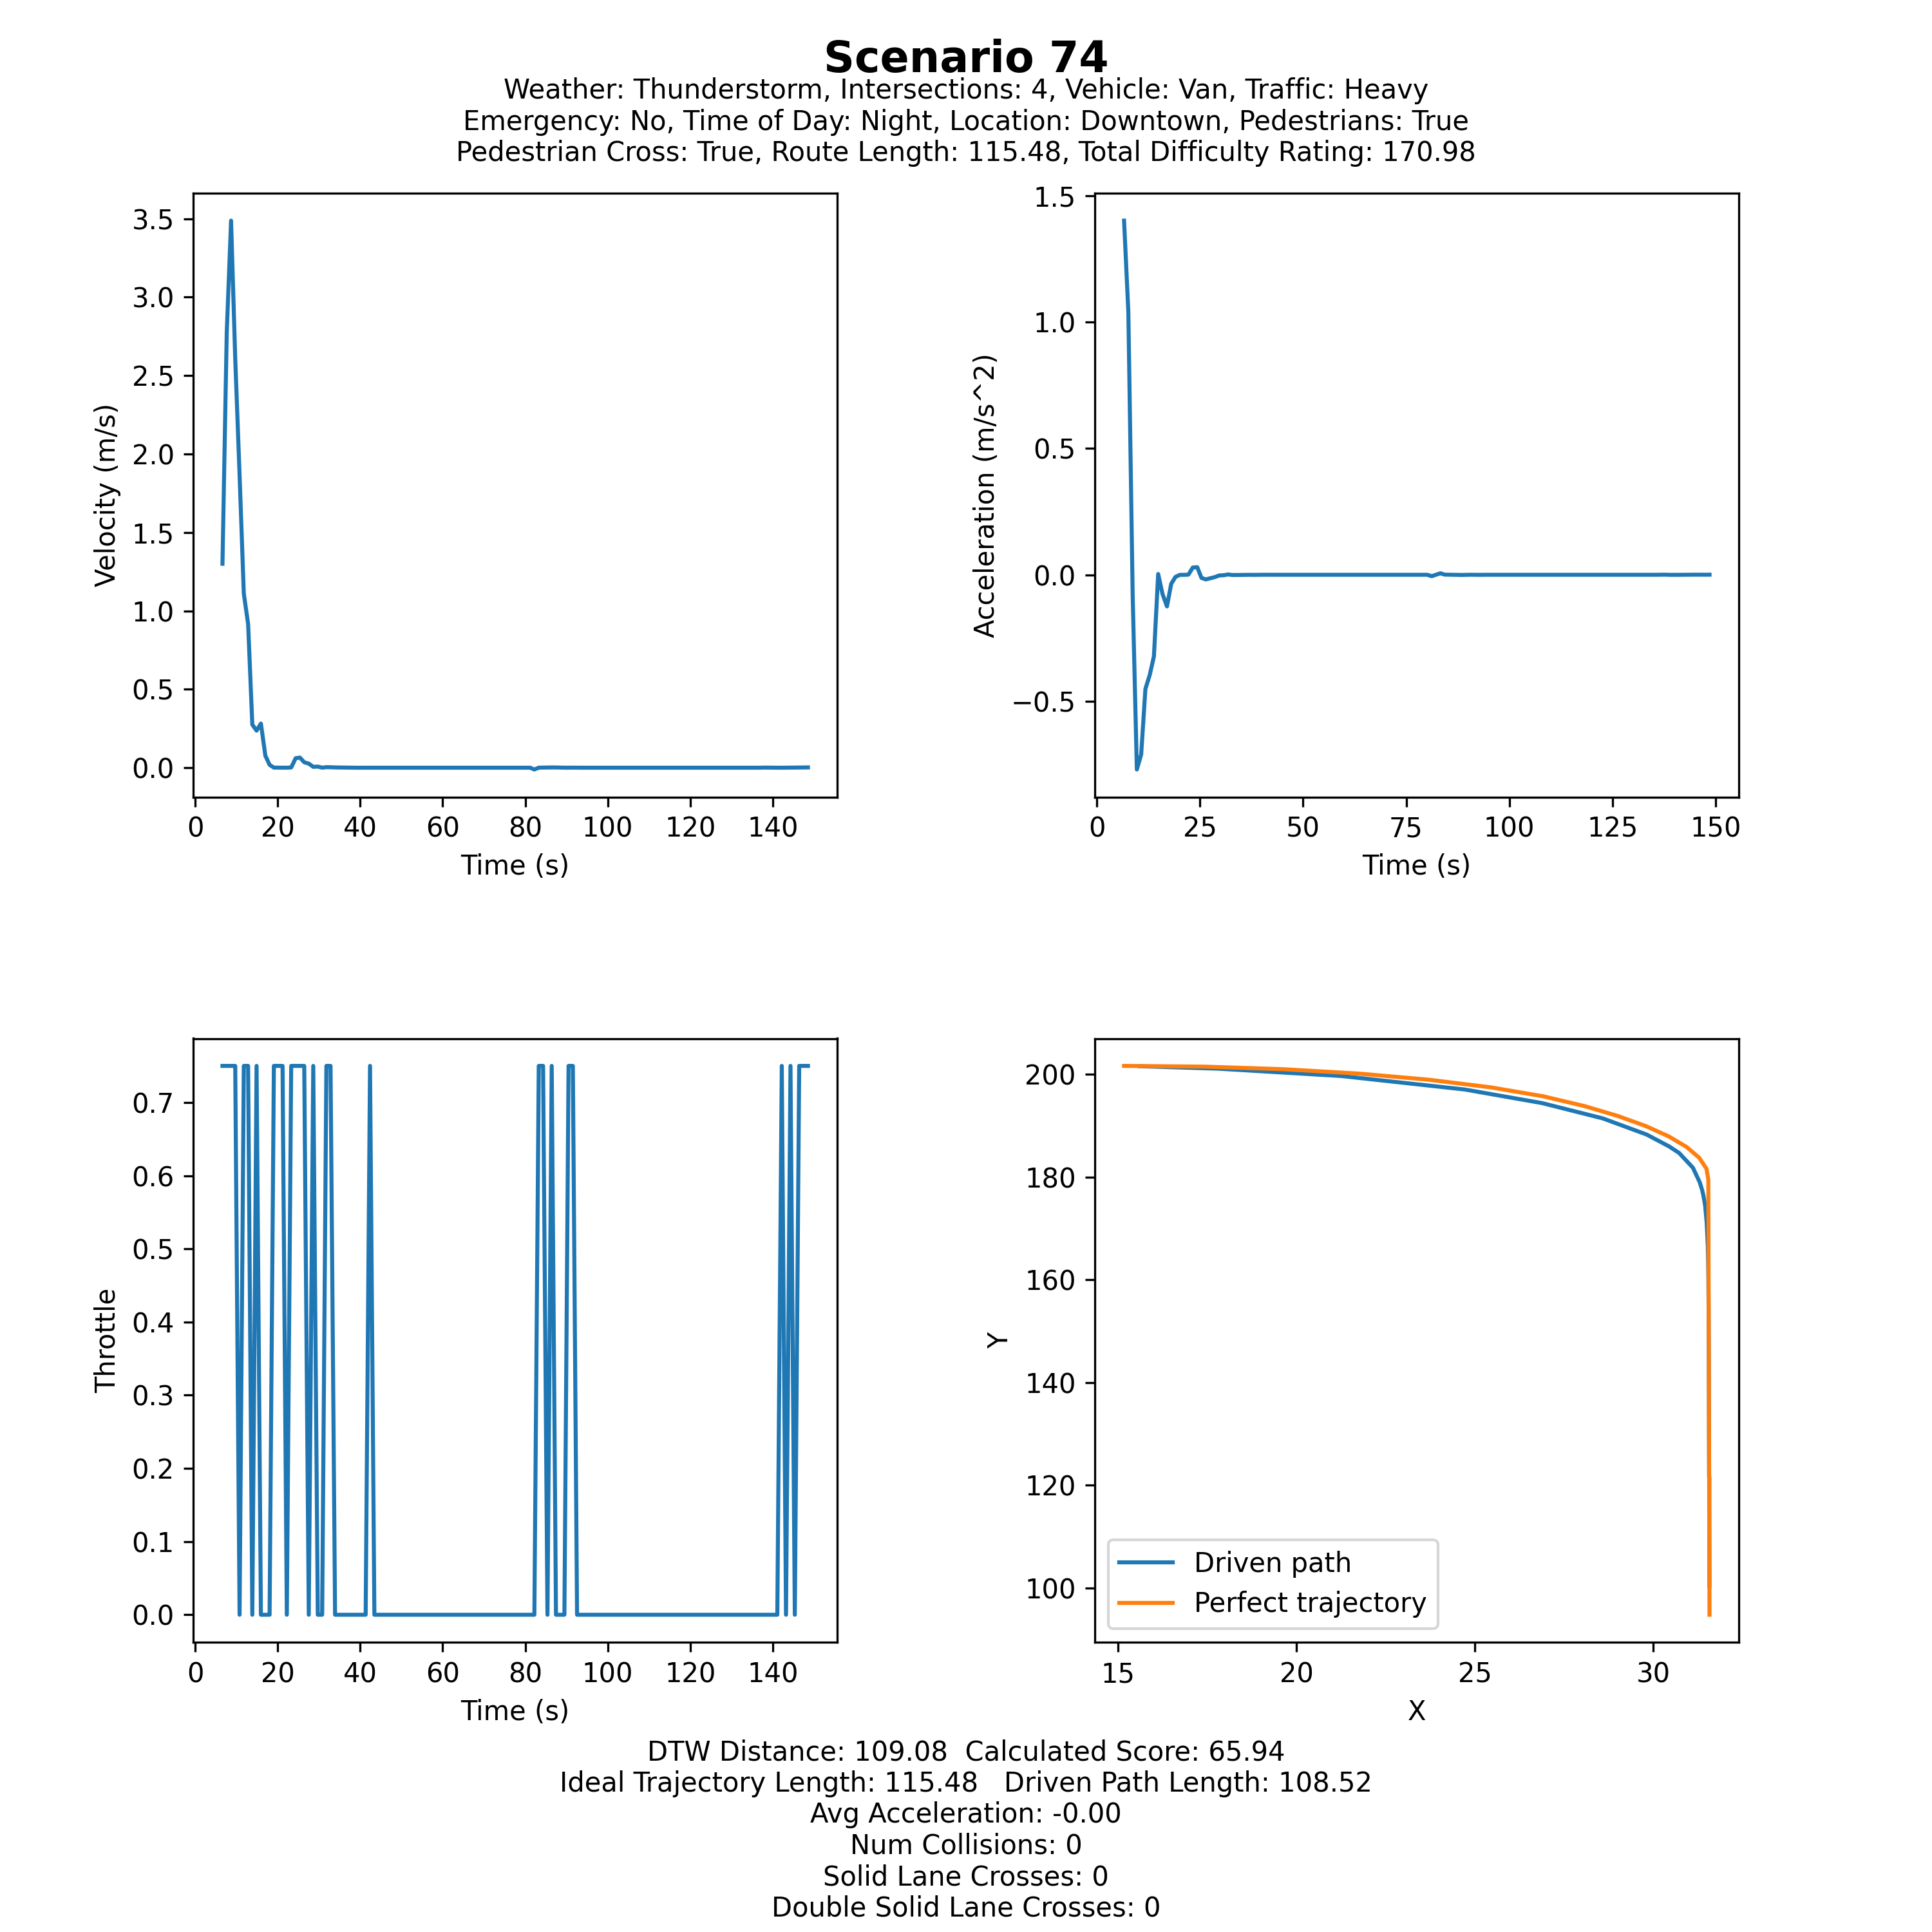 Scenario 74
Weather: Thunderstorm, Intersections: 4, Vehicle: Van, Traffic: Heavy
Emergency: No, Time of Day: Night, Location: Downtown, Pedestrians: True
Pedestrian Cross: True, Route Length: 115.48, Total Difficulty Rating: 170.98
3.5
3.0
2.5
2.0
1.5
1.0
0.5
0.0
Velocity (m/s)
0 20 40 60 80 100 120 140
Time (s)
1.5
1.0
0.5
0.0
−0.5
Acceleration (m/s^2)
0 25 50 75 100 125 150
Time (s)
0.7
0.6
0.5
0.4
0.3
0.2
0.1
0.0
Throttle
0 20 40 60 80 100 120 140
Time (s)
200
180
160
140
120
100
Y
Driven path
Perfect trajectory
15 20 25 30
X
DTW Distance: 109.08  Calculated Score: 65.94
Ideal Trajectory Length: 115.48   Driven Path Length: 108.52
Avg Acceleration: -0.00
Num Collisions: 0
Solid Lane Crosses: 0
Double Solid Lane Crosses: 0